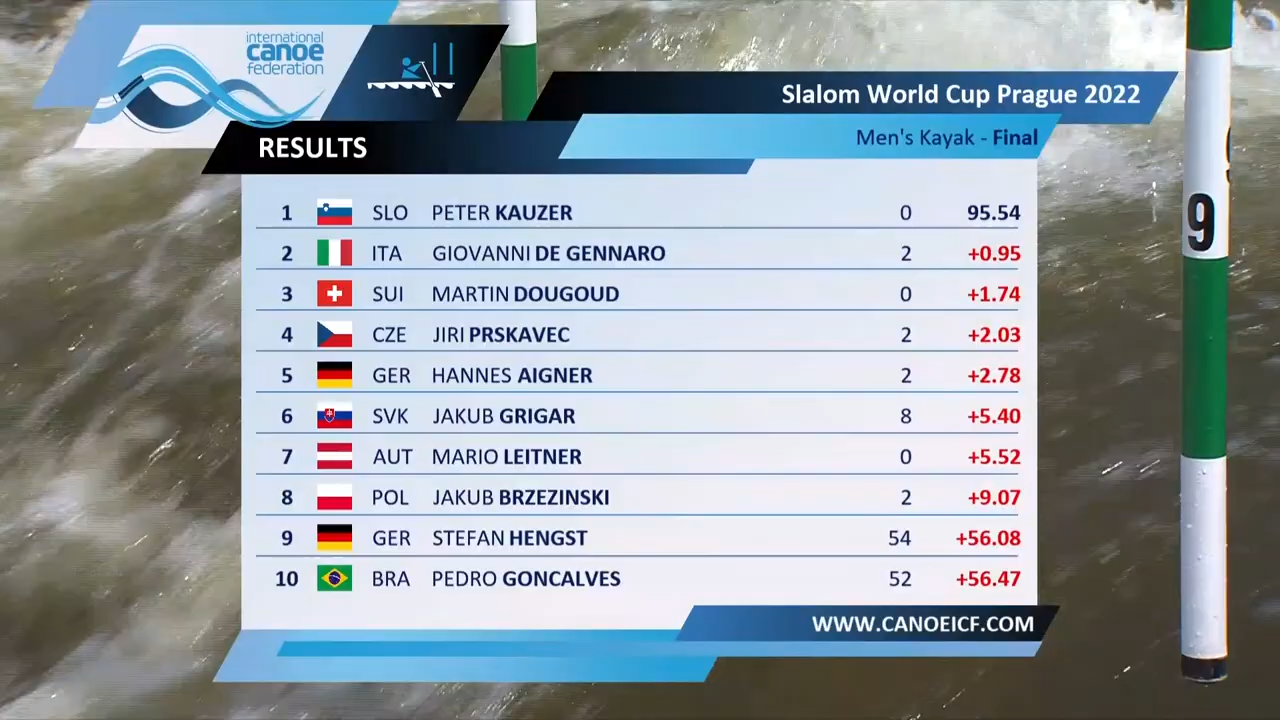 international
canoe
federation
Slalom World Cup Prague 2022
Men's Kayak - Final
RESULTS
1 SLO PETER KAUZER 0 95.54
2 ITA GIOVANNI DE GENNARO 2 +0.95
3 SUI MARTIN DOUGOUD 0 +1.74
4 CZE JIRI PRSKAVEC 2 +2.03
5 GER HANNES AIGNER 2 +2.78
6 SVK JAKUB GRIGAR 8 +5.40
7 AUT MARIO LEITNER 0 +5.52
8 POL JAKUB BRZEZINSKI 2 +9.07
9 GER STEFAN HENGST 54 +56.08
10 BRA PEDRO GONCALVES 52 +56.47
WWW.CANOEICF.COM
9